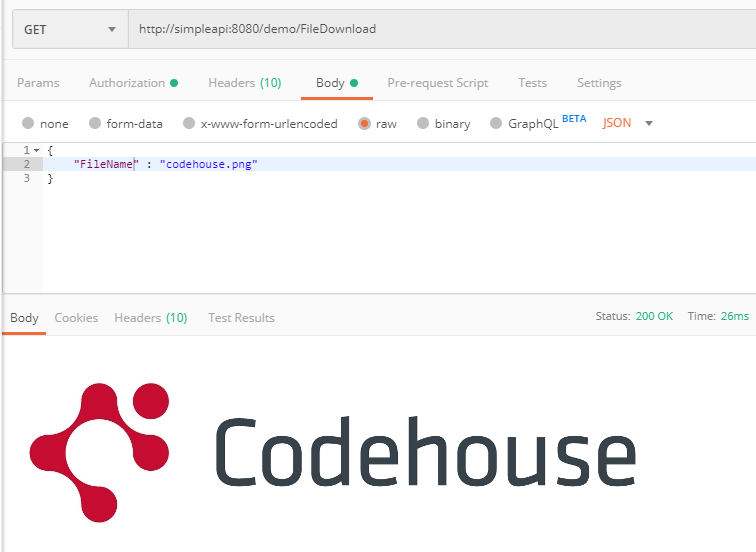 GET http://simpleapi:8080/demo/FileDownload
Params Authorization Headers (10) Body Pre-request Script Tests Settings
none form-data x-www-form-urlencoded raw binary GraphQL BETA JSON
1 {
2 "FileName" : "codehouse.png"
3 }
Body Cookies Headers (10) Test Results Status: 200 OK Time: 26ms
Codehouse